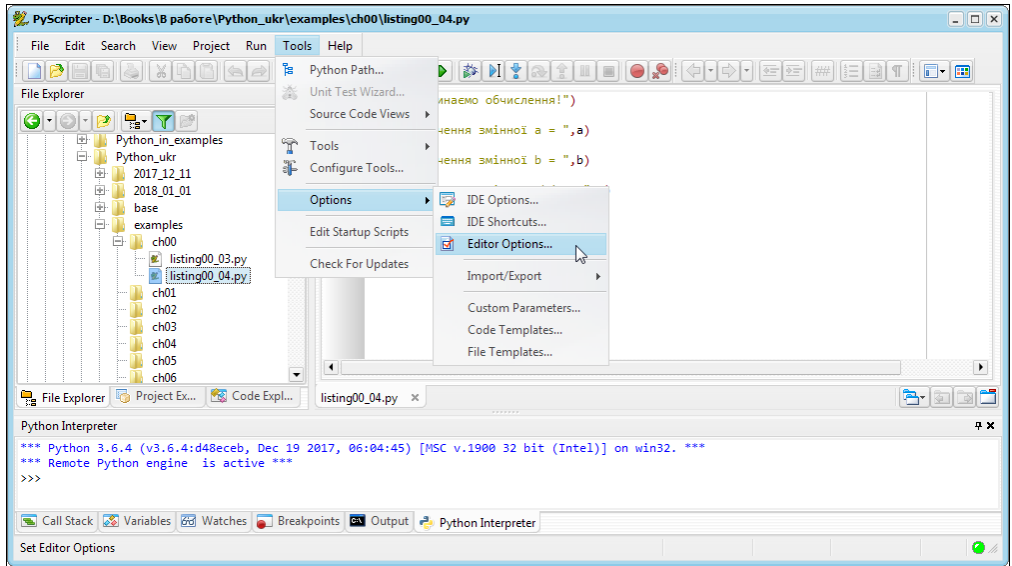 PyScripter - D:\Books\В работе\Python_ukr\examples\ch00\listing00_04.py
File Edit Search View Project Run Tools Help
File Explorer
Python_in_examples
Python_ukr
2017_12_11
2018_01_01
base
examples
ch00
listing00_03.py
listing00_04.py
ch01
ch02
ch03
ch04
ch05
ch06
File Explorer Project Ex... Code Expl...
Python Path...
Unit Test Wizard...
Source Code Views
Tools
Configure Tools...
Options
Edit Startup Scripts
Check For Updates
IDE Options...
IDE Shortcuts...
Editor Options...
Import/Export
Custom Parameters...
Code Templates...
File Templates...
инаємо обчислення!")
чення змінної a = ",a)
чення змінної b = ",b)
listing00_04.py
Python Interpreter
*** Python 3.6.4 (v3.6.4:d48eceb, Dec 19 2017, 06:04:45) [MSC v.1900 32 bit (Intel)] on win32. ***
*** Remote Python engine is active ***
>>>
Call Stack Variables Watches Breakpoints Output Python Interpreter
Set Editor Options